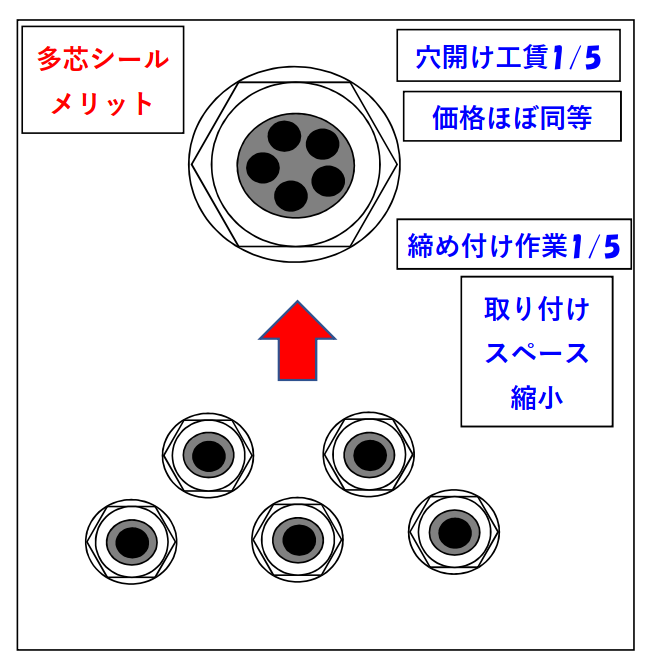 多芯シール
メリット
穴開け工賃1/5
価格ほぼ同等
締め付け作業1/5
取り付け
スペース
縮小